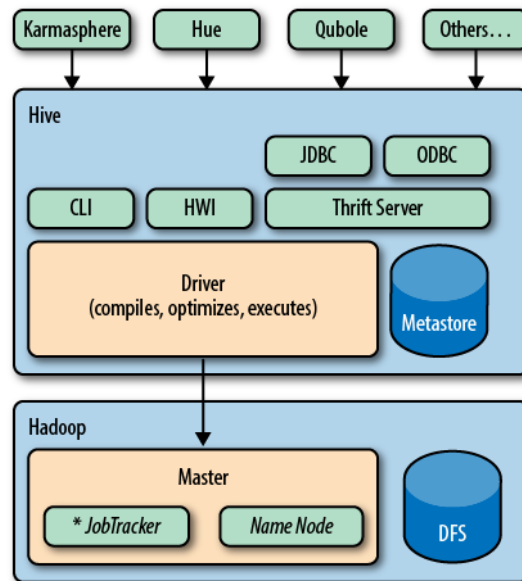 Karmasphere
Hue
Qubole
Others...
Hive
JDBC
ODBC
CLI
HWI
Thrift Server
Driver
(compiles, optimizes, executes)
Metastore
Hadoop
Master
* JobTracker
Name Node
DFS